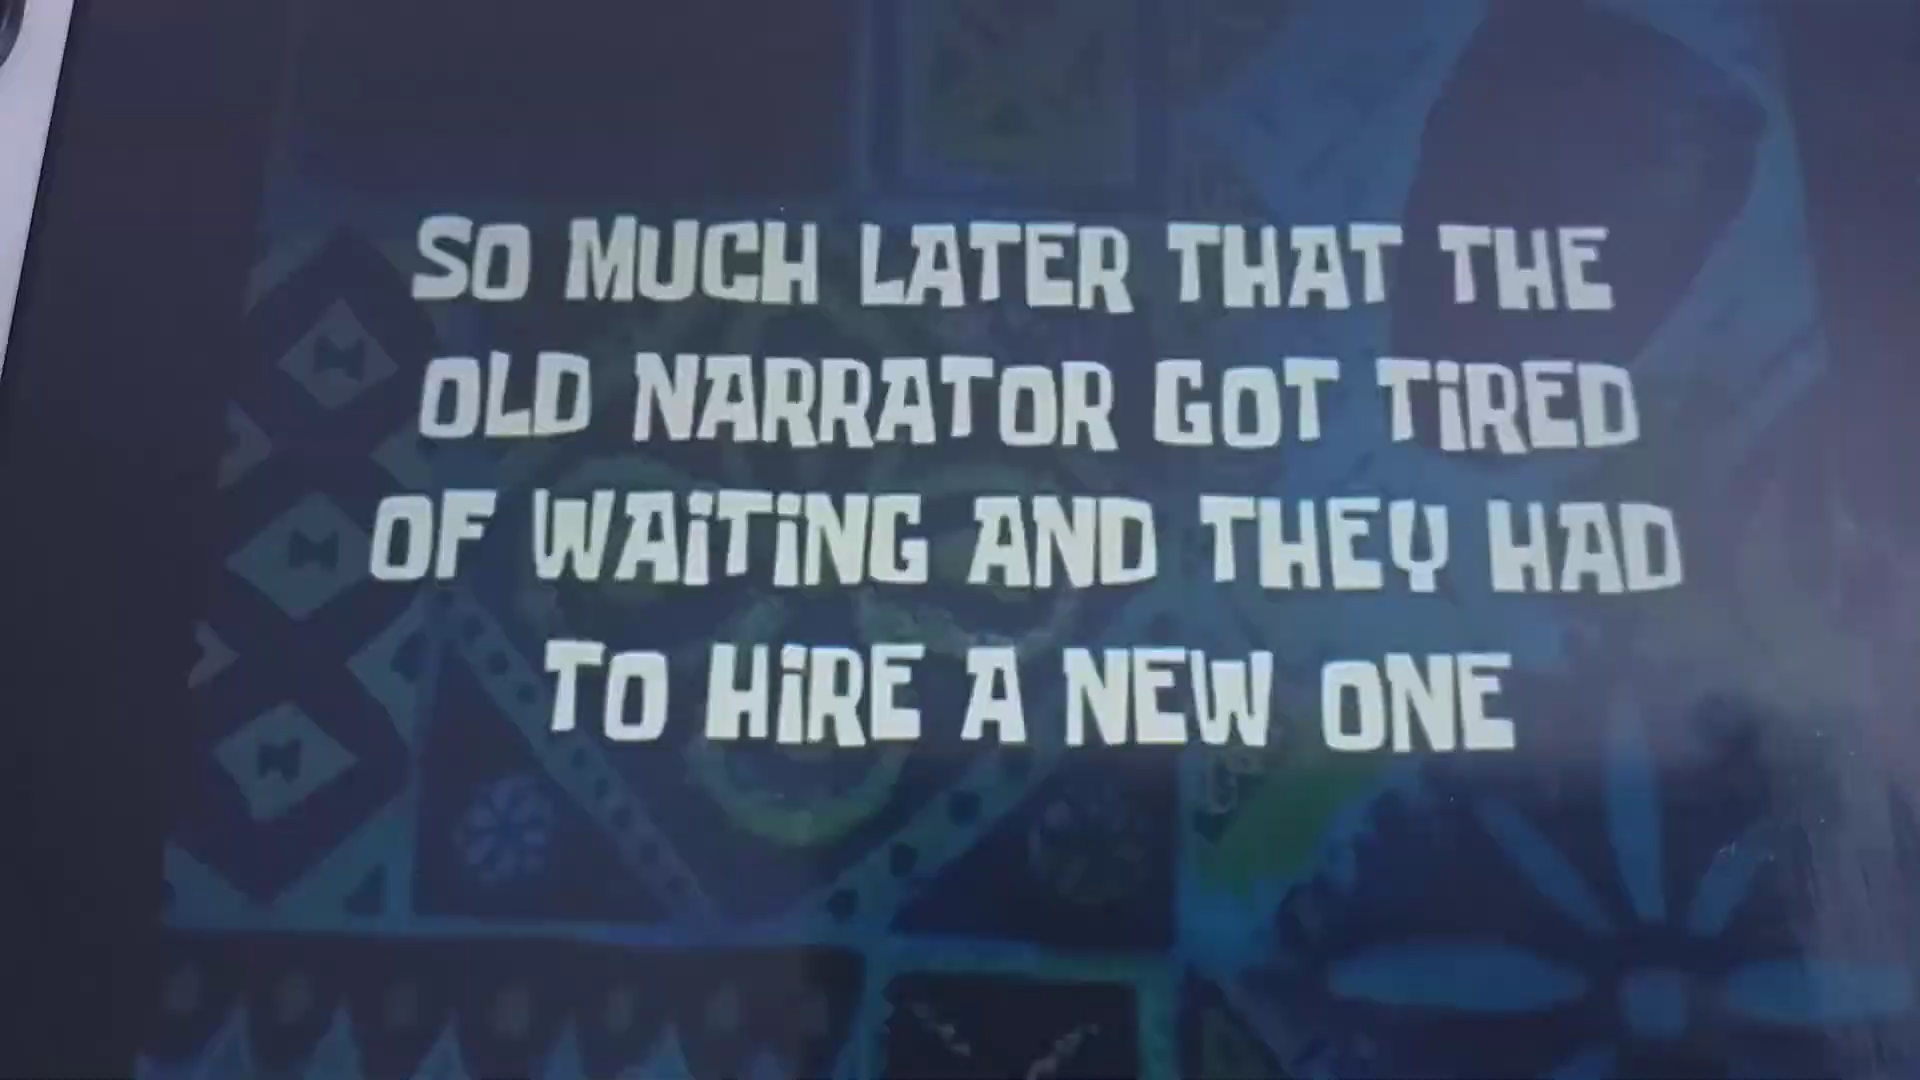 SO MUCH LATER THAT THE
OLD NARRATOR GOT TIRED
OF WAITING AND THEY HAD
TO HIRE A NEW ONE